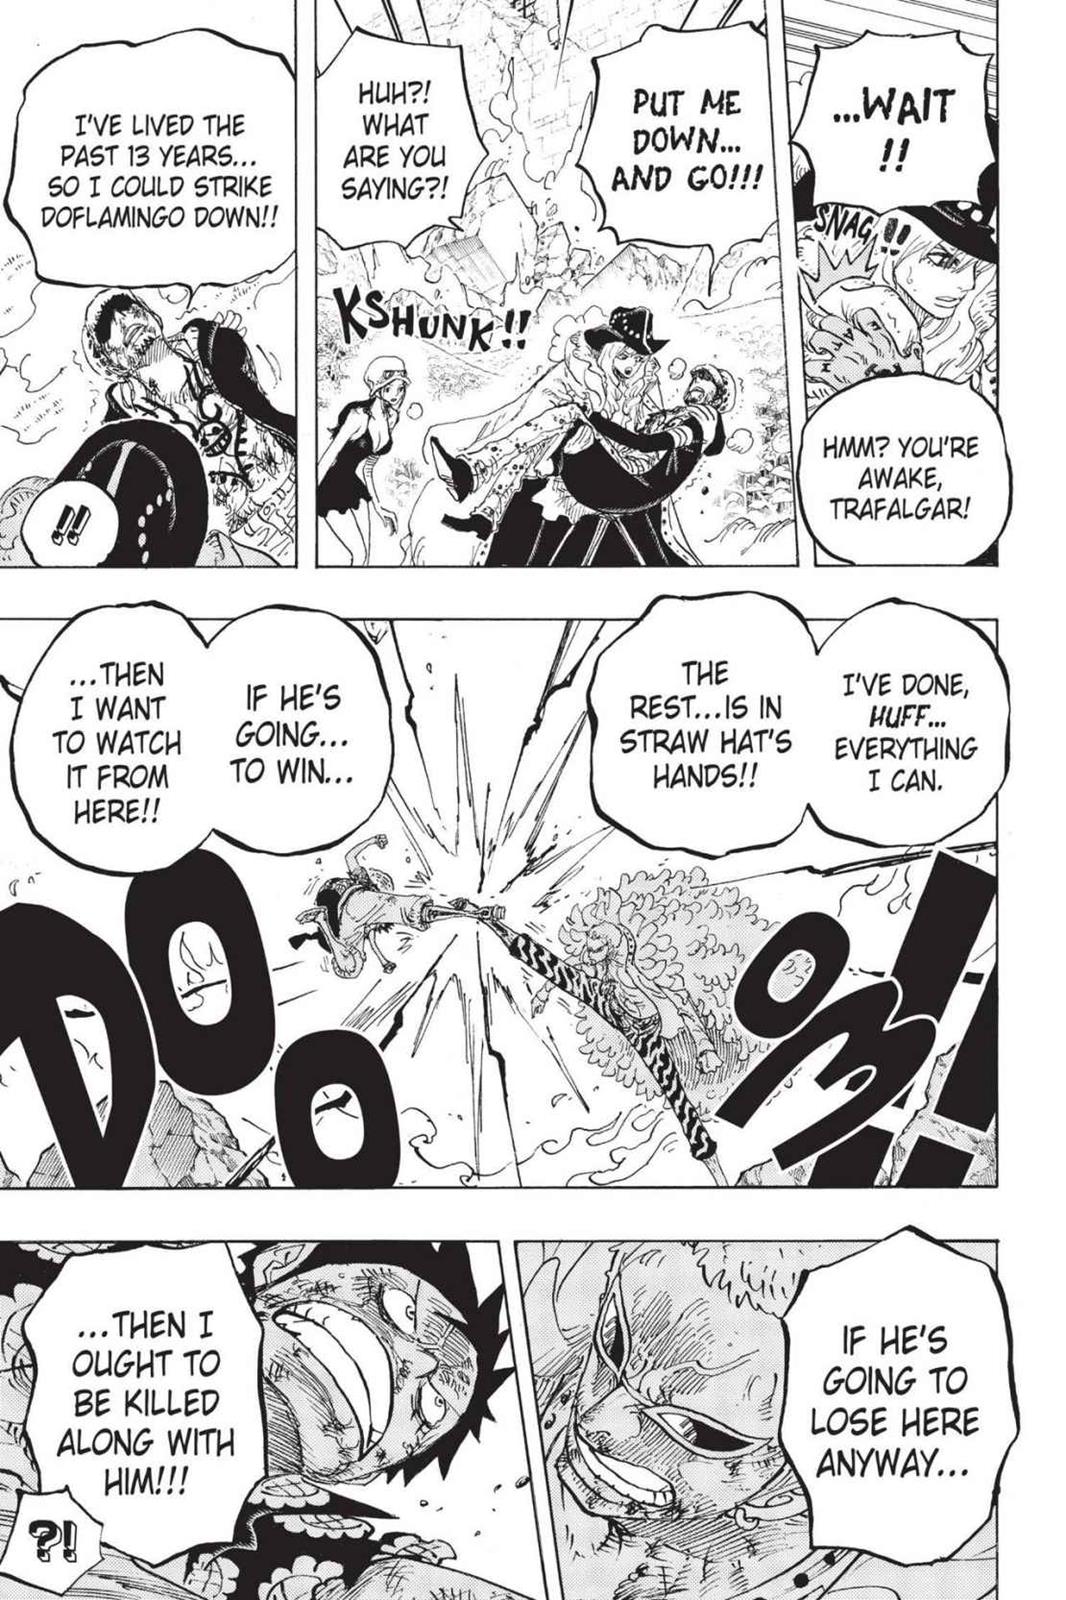 ...WAIT
!!
SNAG!!
HMM? YOU'RE
AWAKE,
TRAFALGAR!
PUT ME
DOWN...
AND GO!!!
HUH?!
WHAT
ARE YOU
SAYING?!
KSHUNK!!
I'VE LIVED THE
PAST 13 YEARS...
SO I COULD STRIKE
DOFLAMINGO DOWN!!
!!
I'VE DONE,
HUFF...
EVERYTHING
I CAN.
THE
REST...IS IN
STRAW HAT'S
HANDS!!
IF HE'S
GOING...
TO WIN...
...THEN
I WANT
TO WATCH
IT FROM
HERE!!
DOOOM!!
IF HE'S
GOING TO
LOSE HERE
ANYWAY...
...THEN I
OUGHT TO
BE KILLED
ALONG WITH
HIM!!!
?!